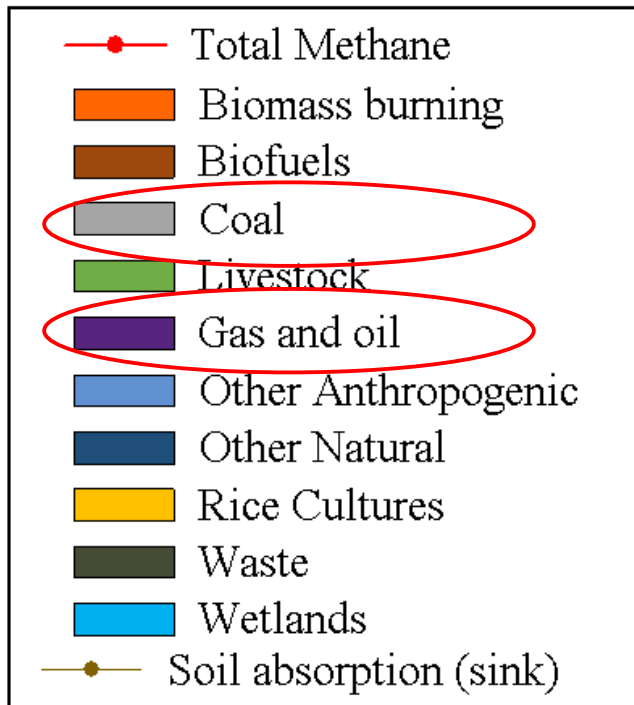 Total Methane
Biomass burning
Biofuels
Coal
Livestock
Gas and oil
Other Anthropogenic
Other Natural
Rice Cultures
Waste
Wetlands
Soil absorption (sink)